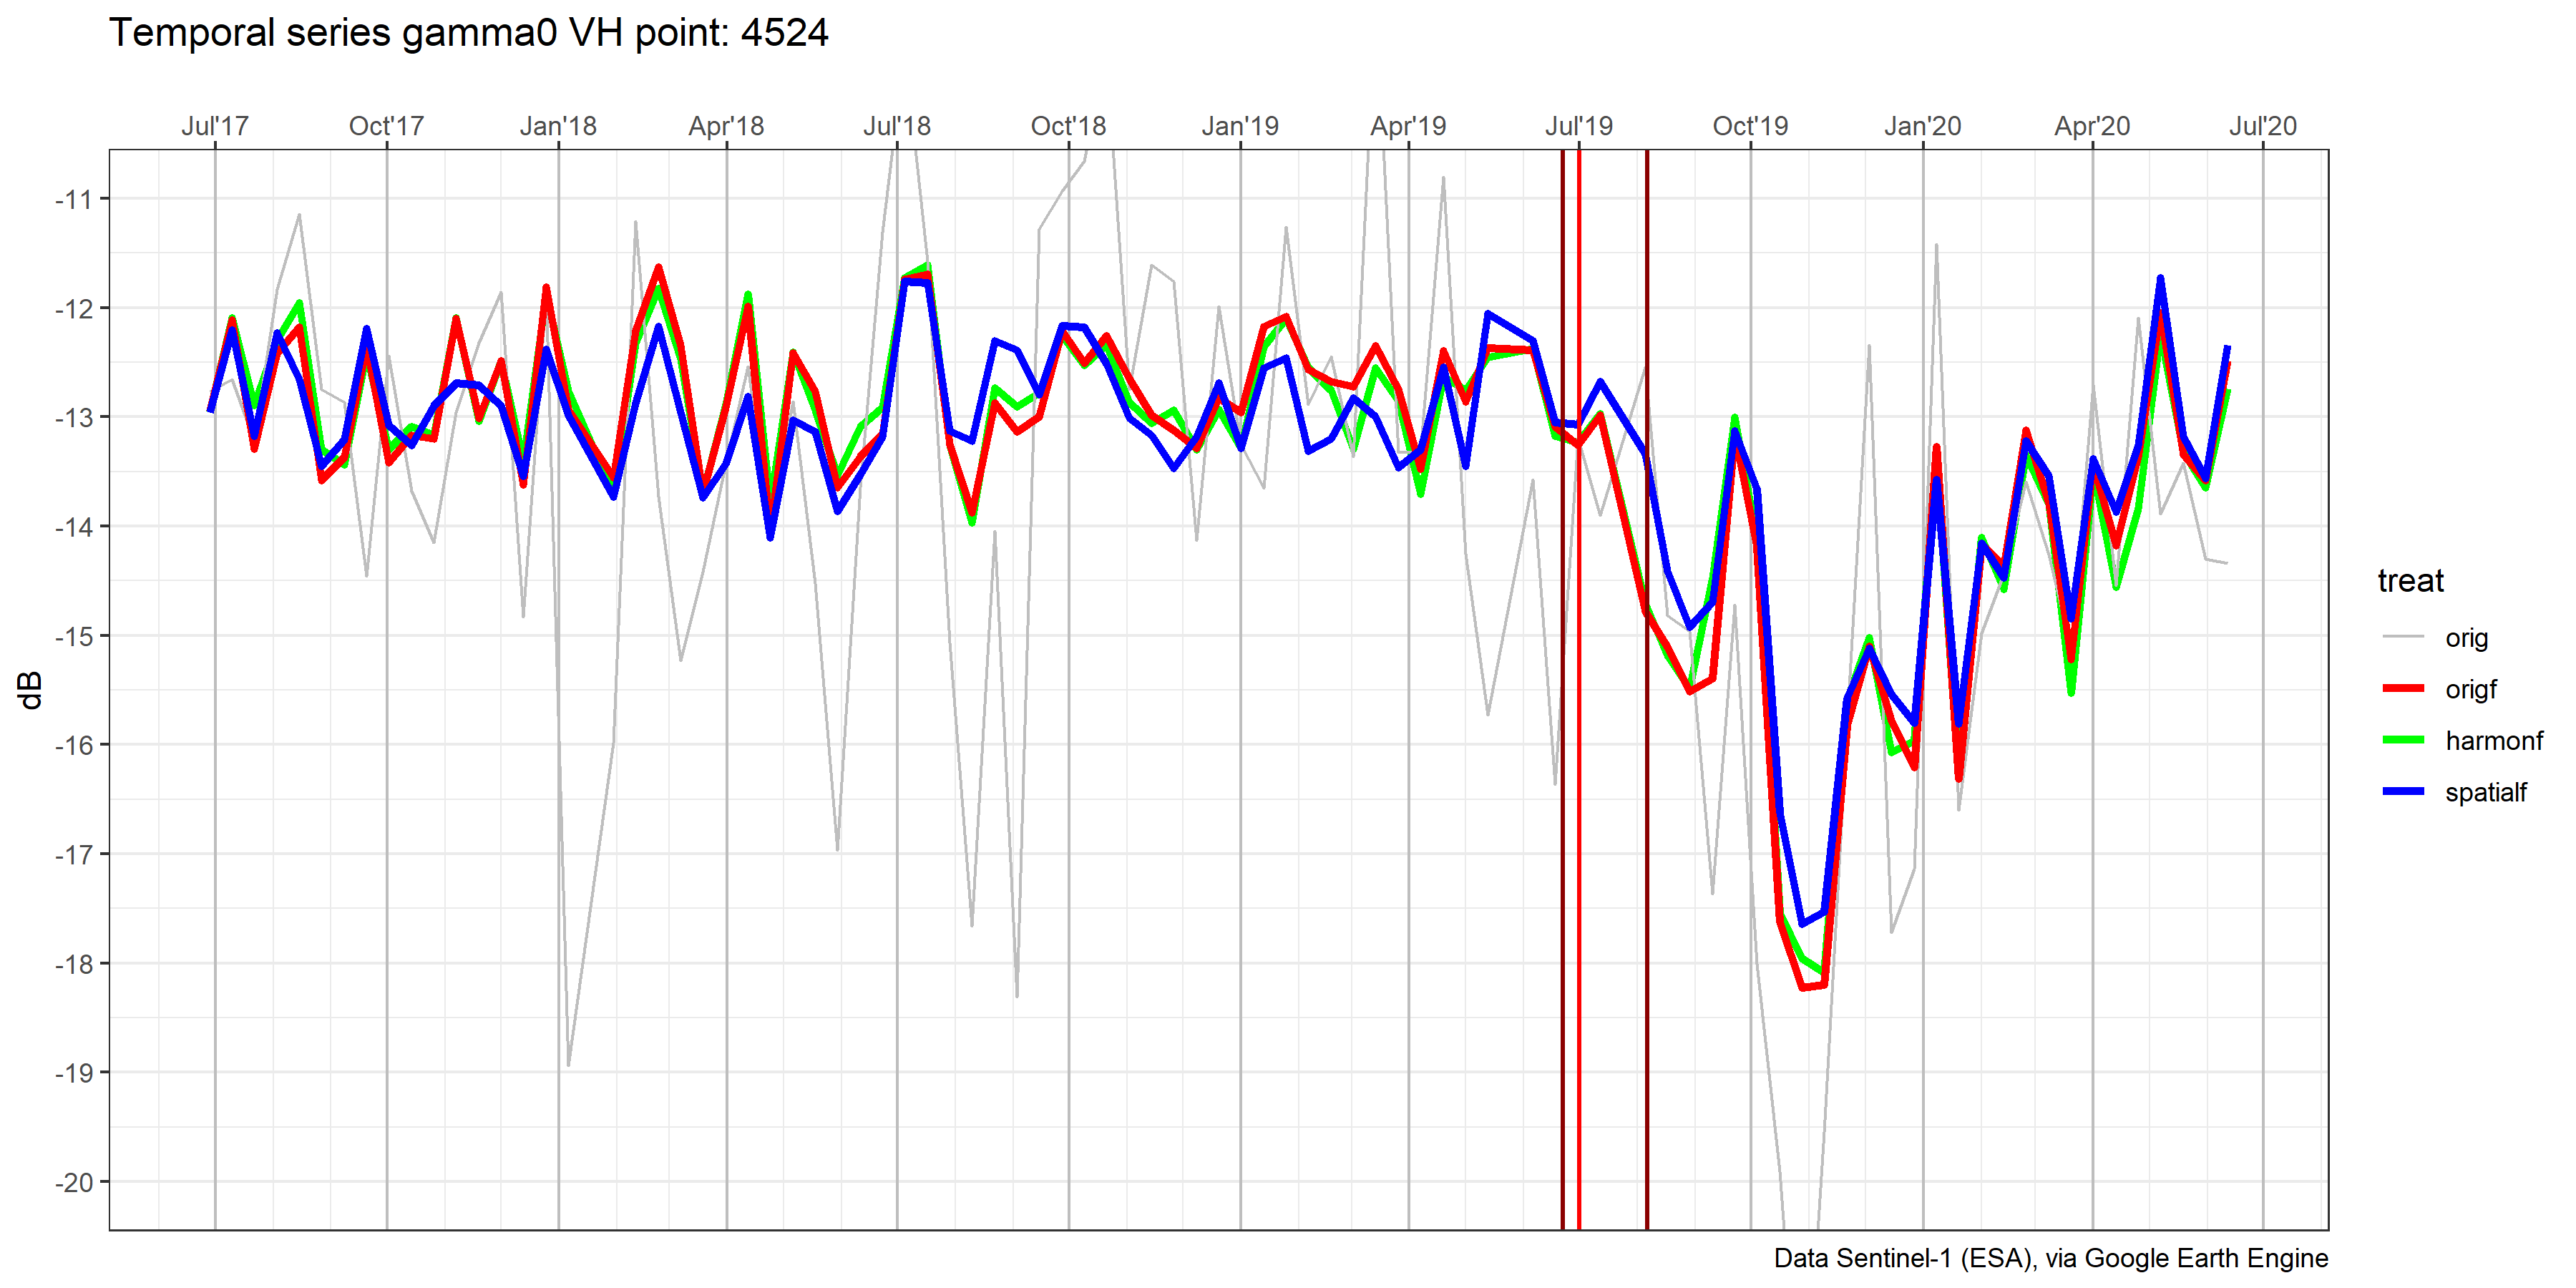 Temporal series gamma0 VH point: 4524
Jul'17 Oct'17 Jan'18 Apr'18 Jul'18 Oct'18 Jan'19 Apr'19 Jul'19 Oct'19 Jan'20 Apr'20 Jul'20
-11
-12
-13
-14
-15
-16
-17
-18
-19
-20
dB
treat
orig
origf
harmonf
spatialf
Data Sentinel-1 (ESA), via Google Earth Engine